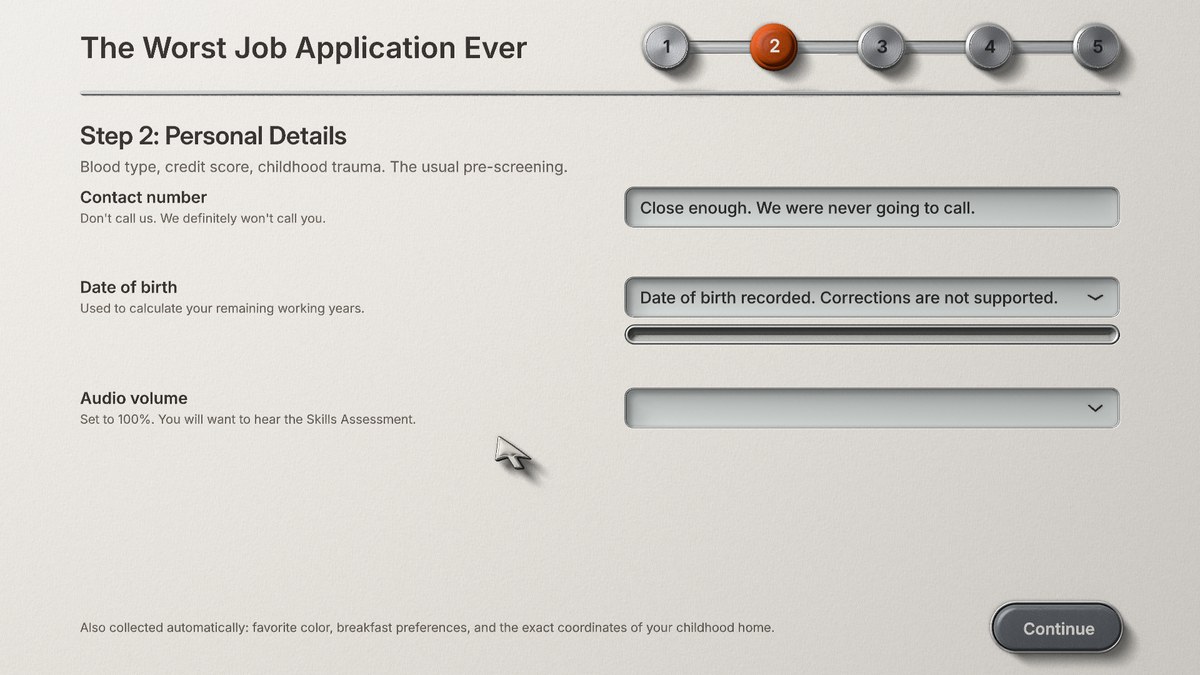 The Worst Job Application Ever
1 2 3 4 5
Step 2: Personal Details
Blood type, credit score, childhood trauma. The usual pre-screening.
Contact number
Don't call us. We definitely won't call you.
Close enough. We were never going to call.
Date of birth
Used to calculate your remaining working years.
Date of birth recorded. Corrections are not supported.
Audio volume
Set to 100%. You will want to hear the Skills Assessment.
Also collected automatically: favorite color, breakfast preferences, and the exact coordinates of your childhood home.
Continue